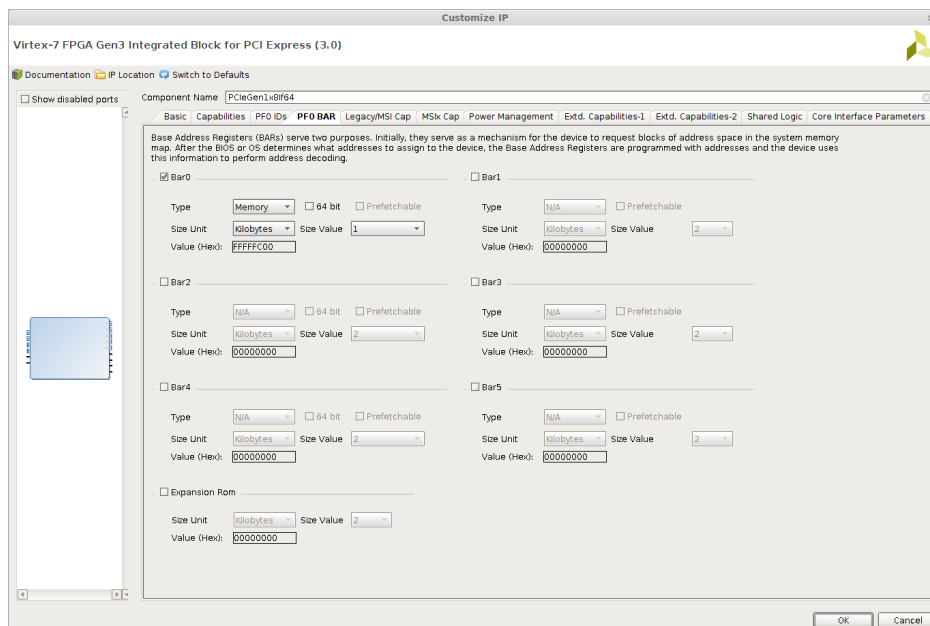 Customize IP
Virtex-7 FPGA Gen3 Integrated Block for PCI Express (3.0)
Documentation IP Location Switch to Defaults
Show disabled ports
Component Name PCIeGen1x8If64
Basic Capabilities PF0 IDs PF0 BAR Legacy/MSI Cap MSIx Cap Power Management Extd. Capabilities-1 Extd. Capabilities-2 Shared Logic Core Interface Parameters
Base Address Registers (BARs) serve two purposes. Initially, they serve as a mechanism for the device to request blocks of address space in the system memory
map. After the BIOS or OS determines what addresses to assign to the device, the Base Address Registers are programmed with addresses and the device uses
this information to perform address decoding.
Bar0
Type Memory 64 bit Prefetchable
Size Unit Kilobytes Size Value 1
Value (Hex): FFFFFC00
Bar1
Type N/A Prefetchable
Size Unit Kilobytes Size Value 2
Value (Hex): 00000000
Bar2
Type N/A 64 bit Prefetchable
Size Unit Kilobytes Size Value 2
Value (Hex): 00000000
Bar3
Type N/A Prefetchable
Size Unit Kilobytes Size Value 2
Value (Hex): 00000000
Bar4
Type N/A 64 bit Prefetchable
Size Unit Kilobytes Size Value 2
Value (Hex): 00000000
Bar5
Type N/A Prefetchable
Size Unit Kilobytes Size Value 2
Value (Hex): 00000000
Expansion Rom
Size Unit Kilobytes Size Value 2
Value (Hex): 00000000
OK Cancel